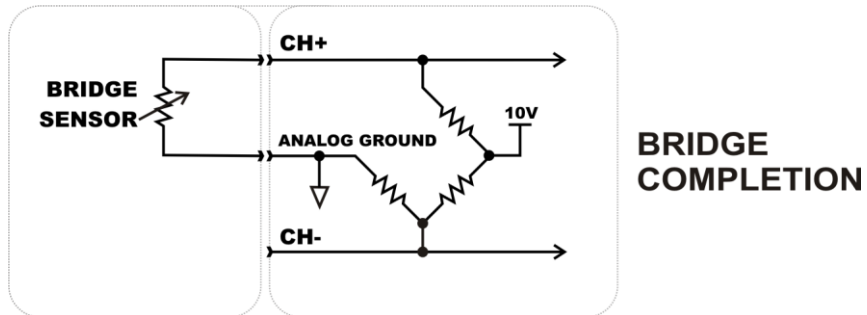 CH+
BRIDGE
SENSOR
10V
ANALOG GROUND
BRIDGE
COMPLETION
CH-